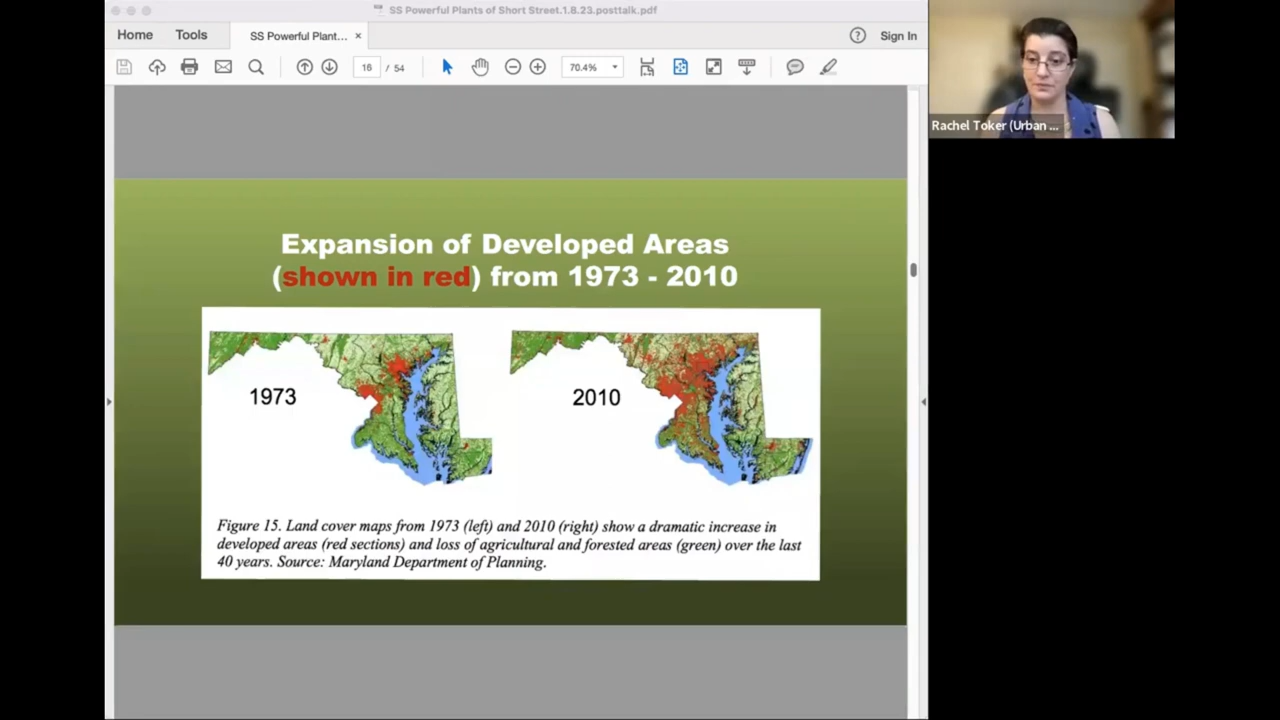 SS Powerful Plants of Short Street.1.8.23.posttalk.pdf
Home Tools SS Powerful Plant... × ? Sign In
16 / 54 70.4%
Rachel Toker (Urban ...
Expansion of Developed Areas
(shown in red) from 1973 - 2010
1973 2010
Figure 15. Land cover maps from 1973 (left) and 2010 (right) show a dramatic increase in
developed areas (red sections) and loss of agricultural and forested areas (green) over the last
40 years. Source: Maryland Department of Planning.